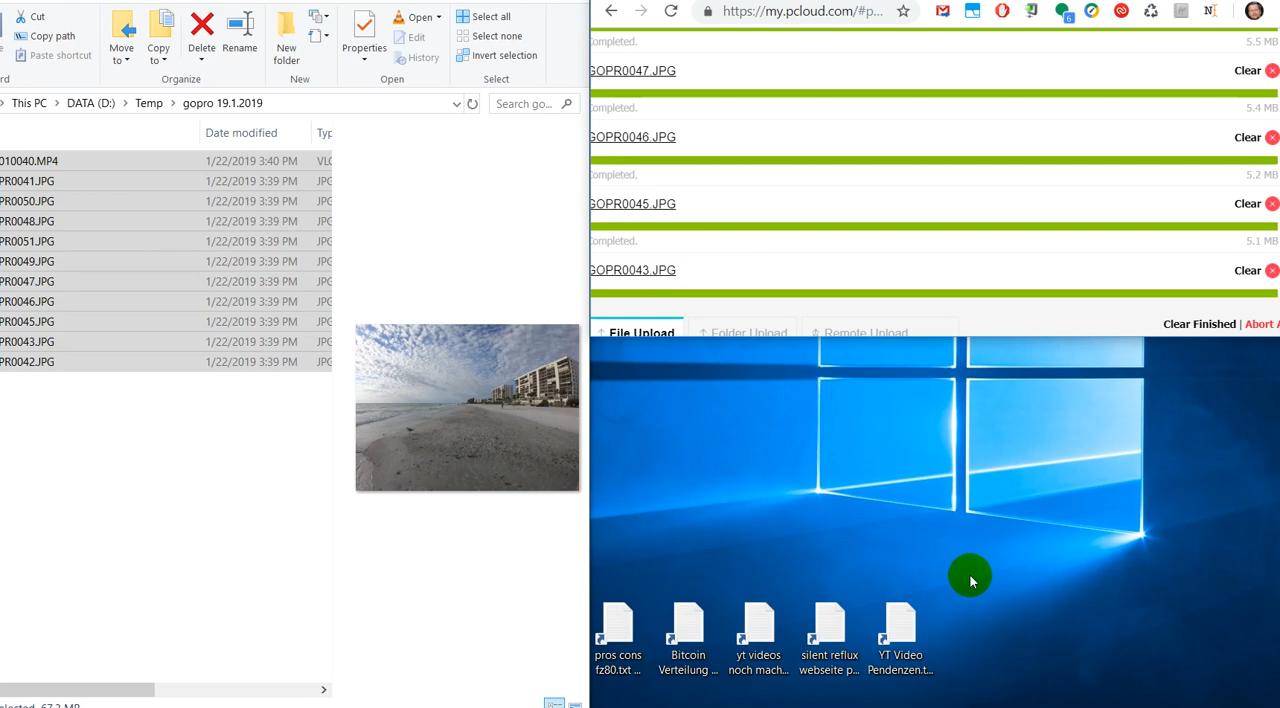 Cut
Copy path
Paste shortcut
rd
Move to
Copy to
Delete
Rename
Organize
New folder
New
Properties
Open
Edit
History
Open
Select all
Select none
Invert selection
Select
This PC > DATA (D:) > Temp > gopro 19.1.2019
Search go...
Date modified
Typ
010040.MP4 1/22/2019 3:40 PM VLC
PR0041.JPG 1/22/2019 3:39 PM JPG
PR0050.JPG 1/22/2019 3:39 PM JPG
PR0048.JPG 1/22/2019 3:39 PM JPG
PR0051.JPG 1/22/2019 3:39 PM JPG
PR0049.JPG 1/22/2019 3:39 PM JPG
PR0047.JPG 1/22/2019 3:39 PM JPG
PR0046.JPG 1/22/2019 3:39 PM JPG
PR0045.JPG 1/22/2019 3:39 PM JPG
PR0043.JPG 1/22/2019 3:39 PM JPG
PR0042.JPG 1/22/2019 3:39 PM JPG
elected 67.3 MB
https://my.pcloud.com/#p...
6
Completed. 5.5 MB
GOPR0047.JPG Clear
Completed. 5.4 MB
GOPR0046.JPG Clear
Completed. 5.2 MB
GOPR0045.JPG Clear
Completed. 5.1 MB
GOPR0043.JPG Clear
Clear Finished | Abort A
File Upload
Folder Upload
Remote Upload
pros cons fz80.txt ...
Bitcoin Verteilung ...
yt videos noch mach...
silent reflux webseite p...
YT Video Pendenzen.t...